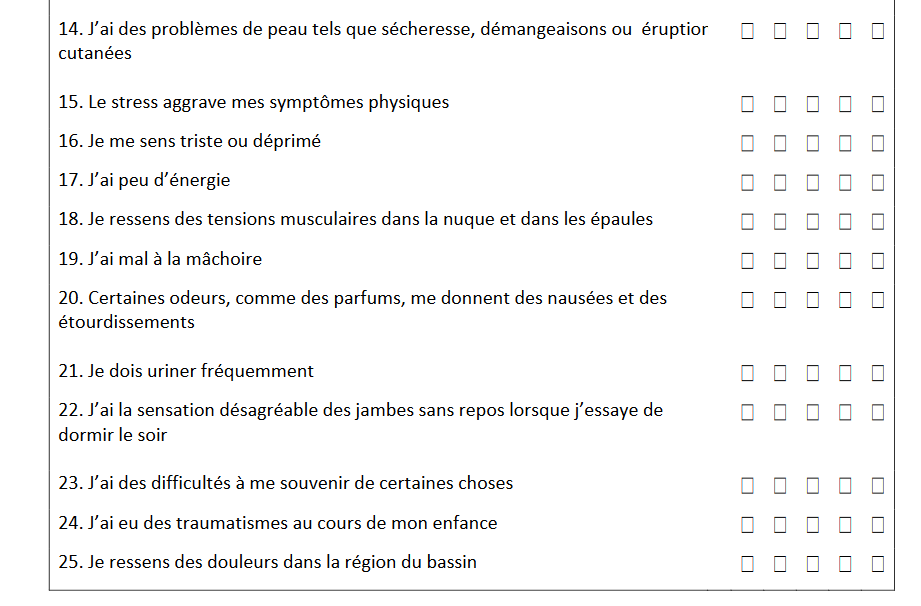 14. J’ai des problèmes de peau tels que sécheresse, démangeaisons ou éruptior
cutanées
15. Le stress aggrave mes symptômes physiques
16. Je me sens triste ou déprimé
17. J’ai peu d’énergie
18. Je ressens des tensions musculaires dans la nuque et dans les épaules
19. J’ai mal à la mâchoire
20. Certaines odeurs, comme des parfums, me donnent des nausées et des
étourdissements
21. Je dois uriner fréquemment
22. J’ai la sensation désagréable des jambes sans repos lorsque j’essaye de
dormir le soir
23. J’ai des difficultés à me souvenir de certaines choses
24. J’ai eu des traumatismes au cours de mon enfance
25. Je ressens des douleurs dans la région du bassin